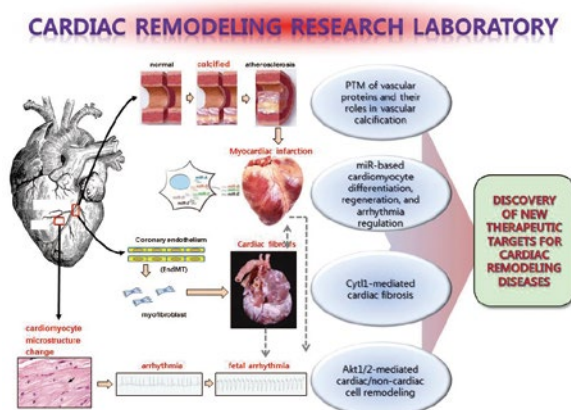 CARDIAC REMODELING RESEARCH LABORATORY
normal
calcified
atherosclerosis
PTM of vascular
proteins and their
roles in vascular
calcification
Myocardiac infarction
miR-based
cardiomyocyte
differentiation,
regeneration, and
arrhythmia
regulation
DISCOVERY
OF NEW
THERAPEUTIC
TARGETS FOR
CARDIAC
REMODELING
DISEASES
Coronary endothelium
(EndMT)
myofibroblast
Cardiac fibrosis
Cytl1-mediated
cardiac fibrosis
cardiomyocyte
microstructure
change
arrhythmia
fetal arrhythmia
Akt1/2-mediated
cardiac/non-cardiac
cell remodeling